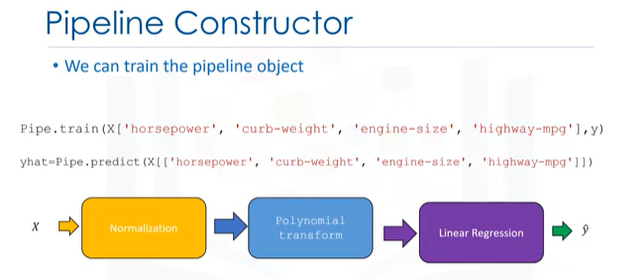 Pipeline Constructor
• We can train the pipeline object
Pipe.train(X['horsepower', 'curb-weight', 'engine-size', 'highway-mpg'],y)
yhat=Pipe.predict(X[['horsepower', 'curb-weight', 'engine-size', 'highway-mpg']])
X
Normalization
Polynomial
transform
Linear Regression
ŷ